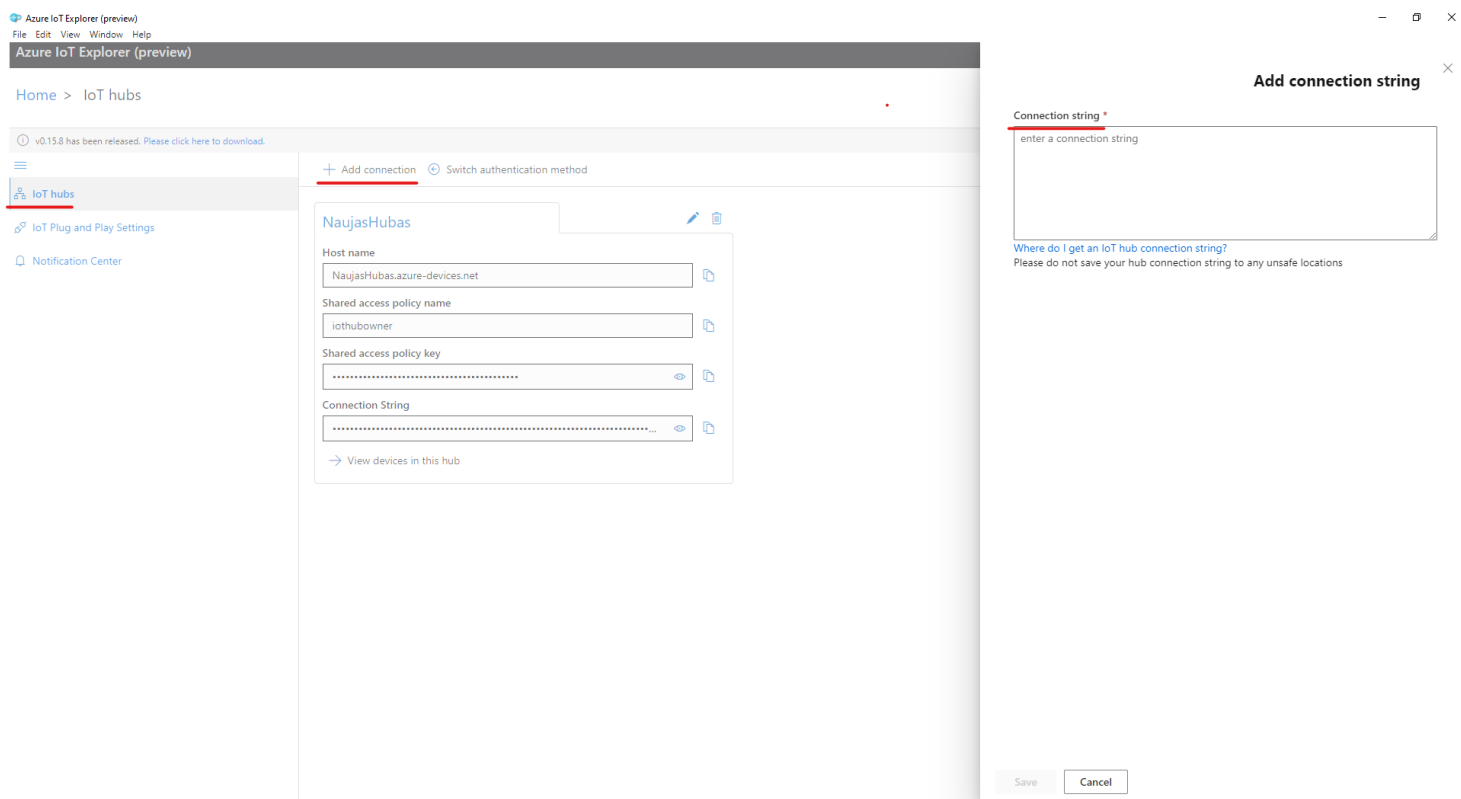 Azure IoT Explorer (preview)
File Edit View Window Help
Azure IoT Explorer (preview)
Home > IoT hubs
v0.15.8 has been released. Please click here to download.
IoT hubs
IoT Plug and Play Settings
Notification Center
Add connection Switch authentication method
NaujasHubas
Host name
NaujasHubas.azure-devices.net
Shared access policy name
iothubowner
Shared access policy key
Connection String
View devices in this hub
Add connection string
Connection string *
enter a connection string
Where do I get an IoT hub connection string?
Please do not save your hub connection string to any unsafe locations
Save Cancel